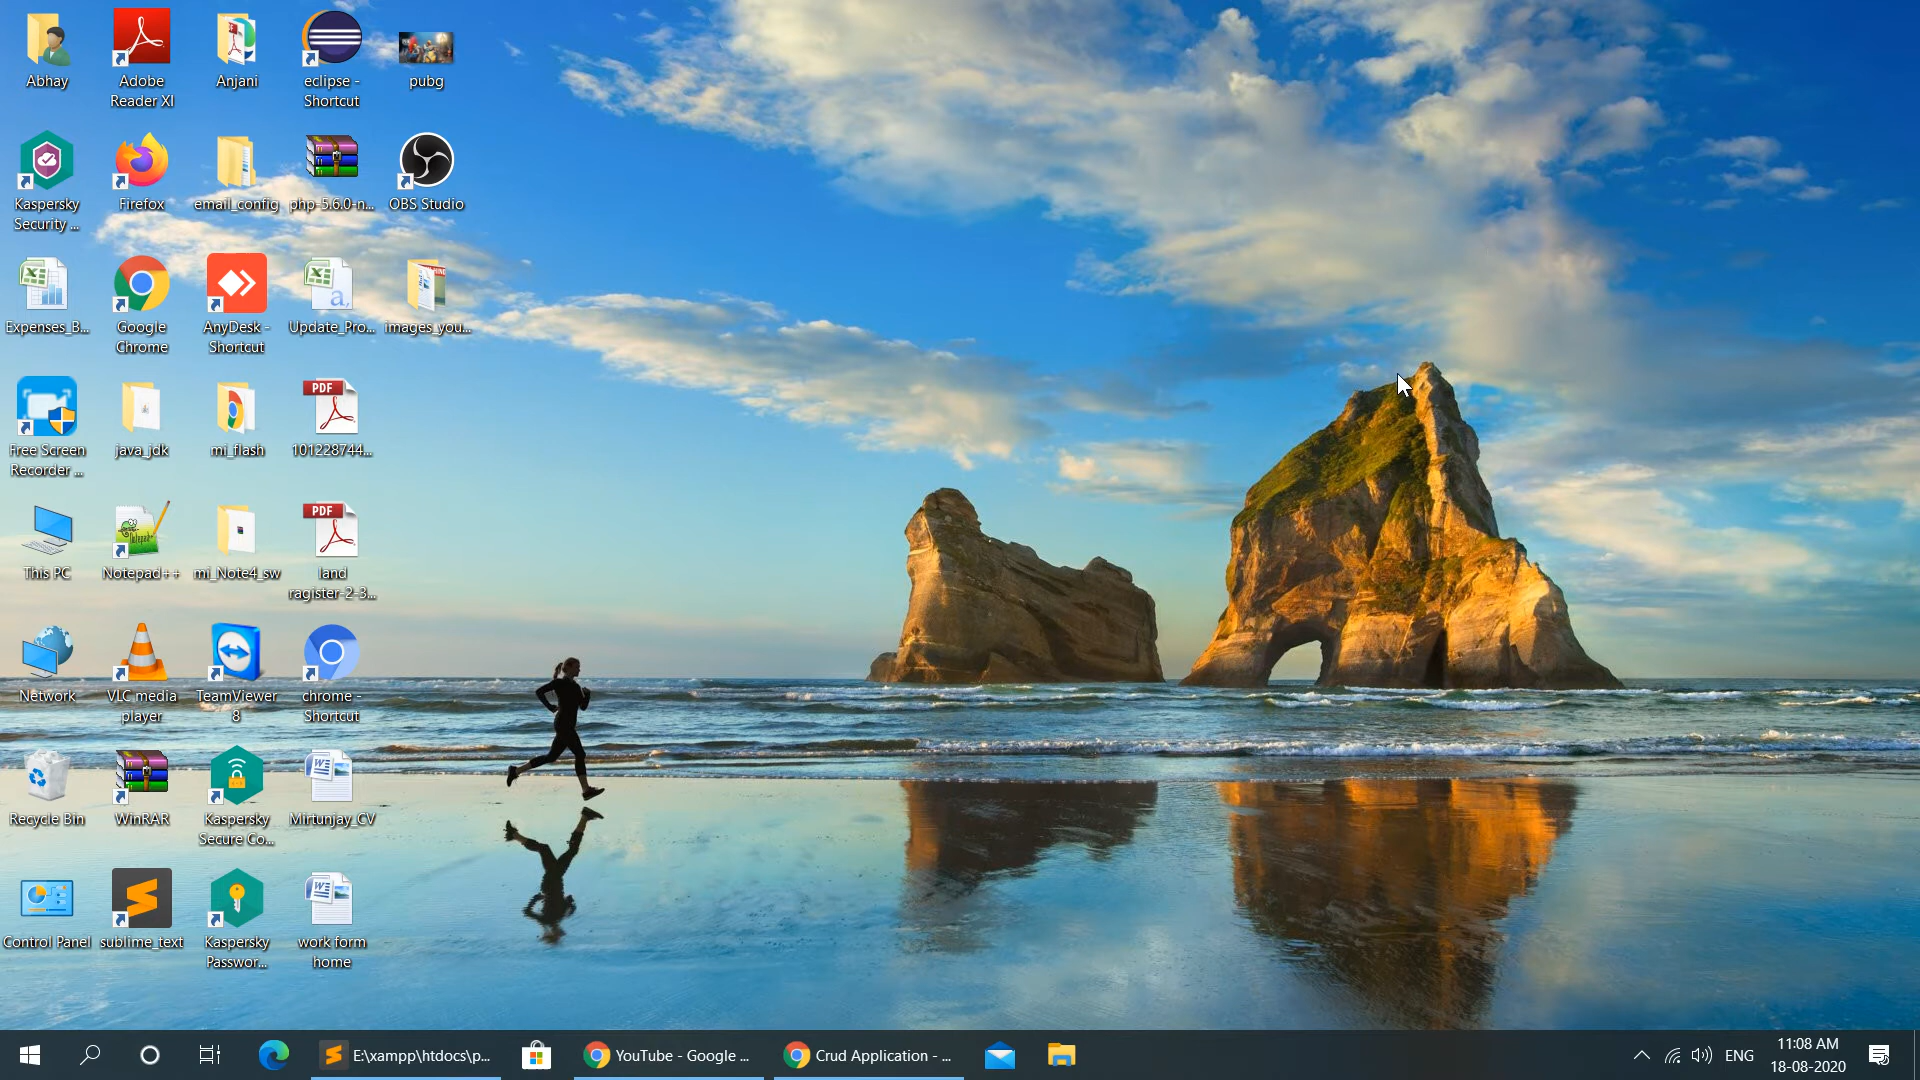 Abhay
Adobe
Reader XI
Anjani
eclipse -
Shortcut
pubg
Kaspersky
Security ...
Firefox
email_config
php-5.6.0-n...
OBS Studio
Expenses_B...
Google
Chrome
AnyDesk -
Shortcut
Update_Pro...
images_you...
Free Screen
Recorder ...
java_jdk
mi_flash
PDF
101228744...
This PC
Notepad++
mi_Note4_sw
PDF
land
ragister-2-3...
Network
VLC media
player
TeamViewer
8
chrome -
Shortcut
Recycle Bin
WinRAR
Kaspersky
Secure Co...
Mirtunjay_CV
Control Panel
sublime_text
Kaspersky
Passwor...
work form
home
E:\xampp\htdocs\p...
YouTube - Google ...
Crud Application - ...
ENG
11:08 AM
18-08-2020